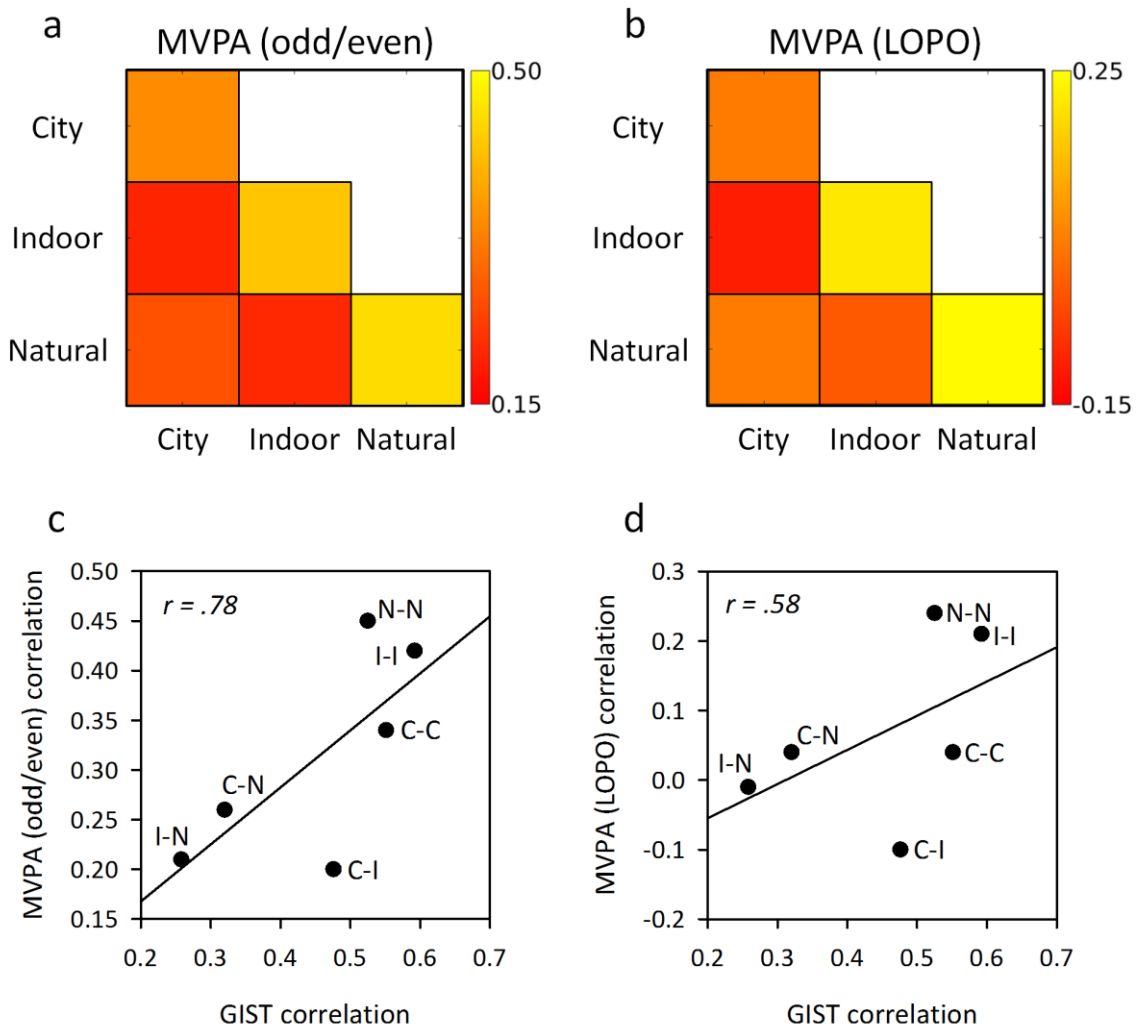 a
MVPA (odd/even)
0.50
City
Indoor
Natural
0.15
City Indoor Natural
b
MVPA (LOPO)
0.25
City
Indoor
Natural
-0.15
City Indoor Natural
c
MVPA (odd/even) correlation
0.50
0.45
0.40
0.35
0.30
0.25
0.20
0.15
r = .78
N-N
I-I
C-C
C-N
I-N
C-I
0.2 0.3 0.4 0.5 0.6 0.7
GIST correlation
d
MVPA (LOPO) correlation
0.3
0.2
0.1
0.0
-0.1
-0.2
r = .58
N-N
I-I
C-N
C-C
I-N
C-I
0.2 0.3 0.4 0.5 0.6 0.7
GIST correlation